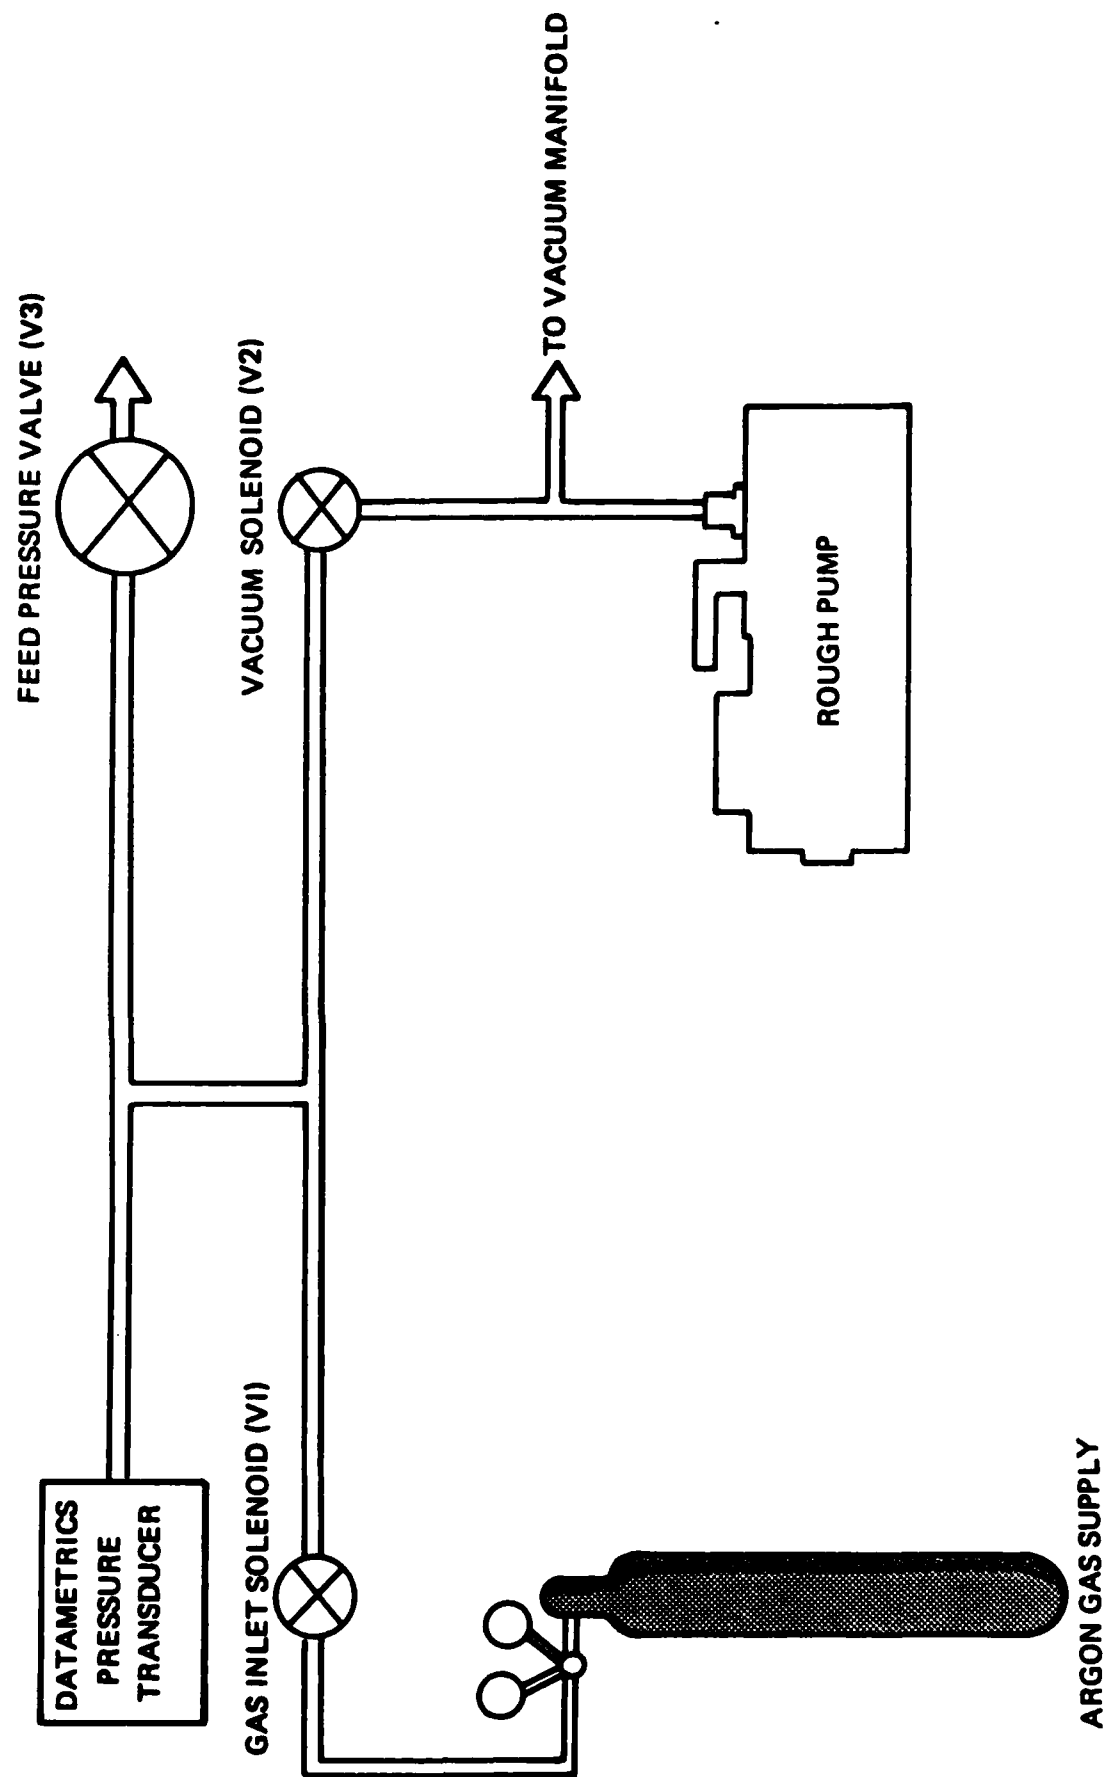 DATAMETRICS
PRESSURE
TRANSDUCER
FEED PRESSURE VALVE (V3)
GAS INLET SOLENOID (V1)
VACUUM SOLENOID (V2)
TO VACUUM MANIFOLD
ROUGH PUMP
ARGON GAS SUPPLY